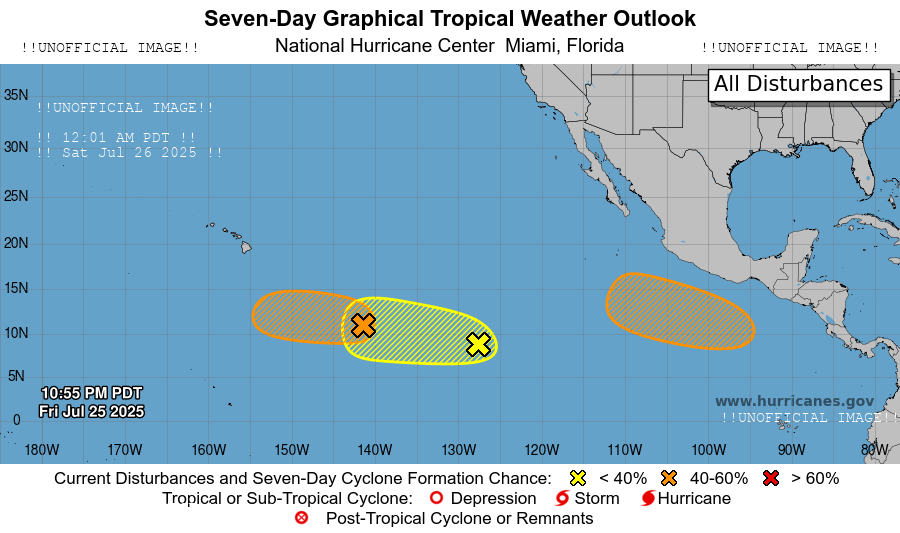 Seven-Day Graphical Tropical Weather Outlook
!!UNOFFICIAL IMAGE!! National Hurricane Center Miami, Florida !!UNOFFICIAL IMAGE!!
All Disturbances
35N
!!UNOFFICIAL IMAGE!!
!! 12:01 AM PDT !!
30N
!! Sat Jul 26 2025 !!
25N
20N
15N
10N
5N
10:55 PM PDT
Fri Jul 25 2025
www.hurricanes.gov
!!UNOFFICIAL IMAGE!!
0
180W 170W 160W 150W 140W 130W 120W 110W 100W 90W 80W
Current Disturbances and Seven-Day Cyclone Formation Chance: < 40% 40-60% > 60%
Tropical or Sub-Tropical Cyclone: Depression Storm Hurricane
Post-Tropical Cyclone or Remnants